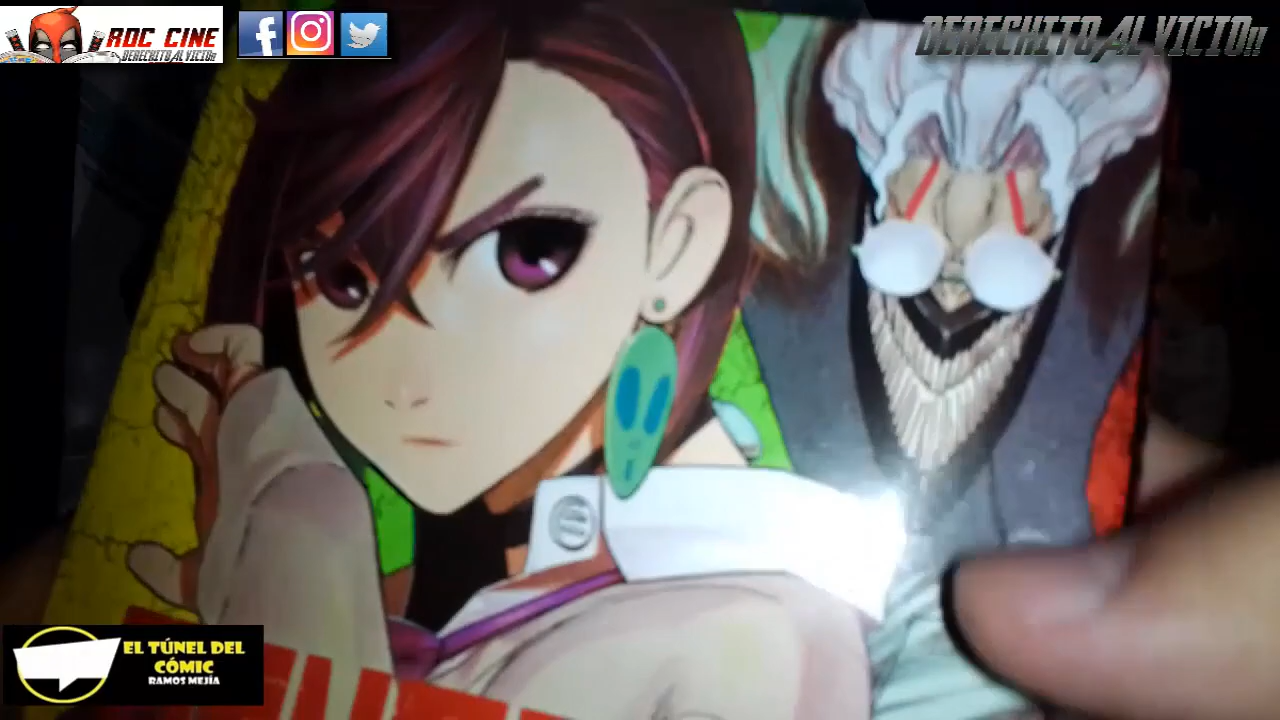 ROC CINE
DERECHITO AL VICIO!!
DERECHITO AL VICIO!!
EL TÚNEL DEL
CÓMIC
RAMOS MEJÍA